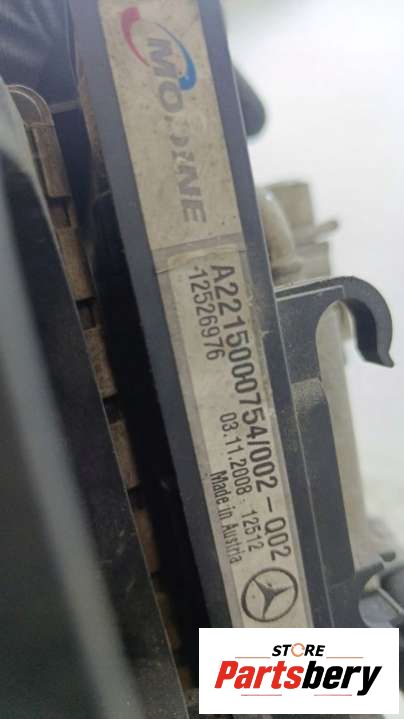 MODINE
A2215000754/002-Q02
12526976
03.11.2008 12512
Made in Austria
STORE
Partsbery